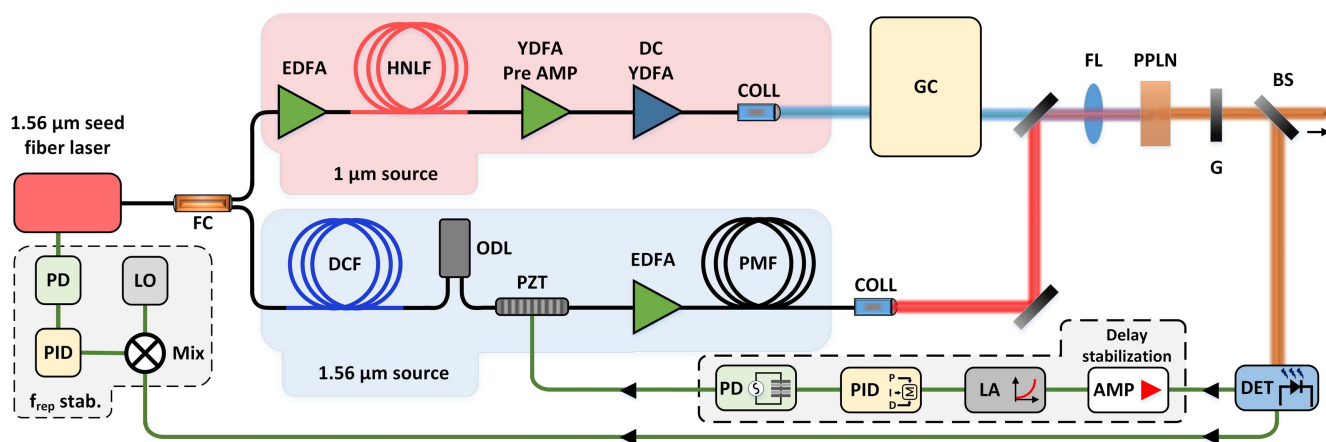 EDFA
HNLF
YDFA
Pre AMP
DC
YDFA
COLL
GC
FL
PPLN
BS
G
1 μm source
1.56 μm seed
fiber laser
FC
DCF
ODL
PZT
EDFA
PMF
COLL
1.56 μm source
PD
LO
PID
Mix
frep stab.
Delay
stabilization
PD
PID
P
I
D
M
LA
AMP
DET